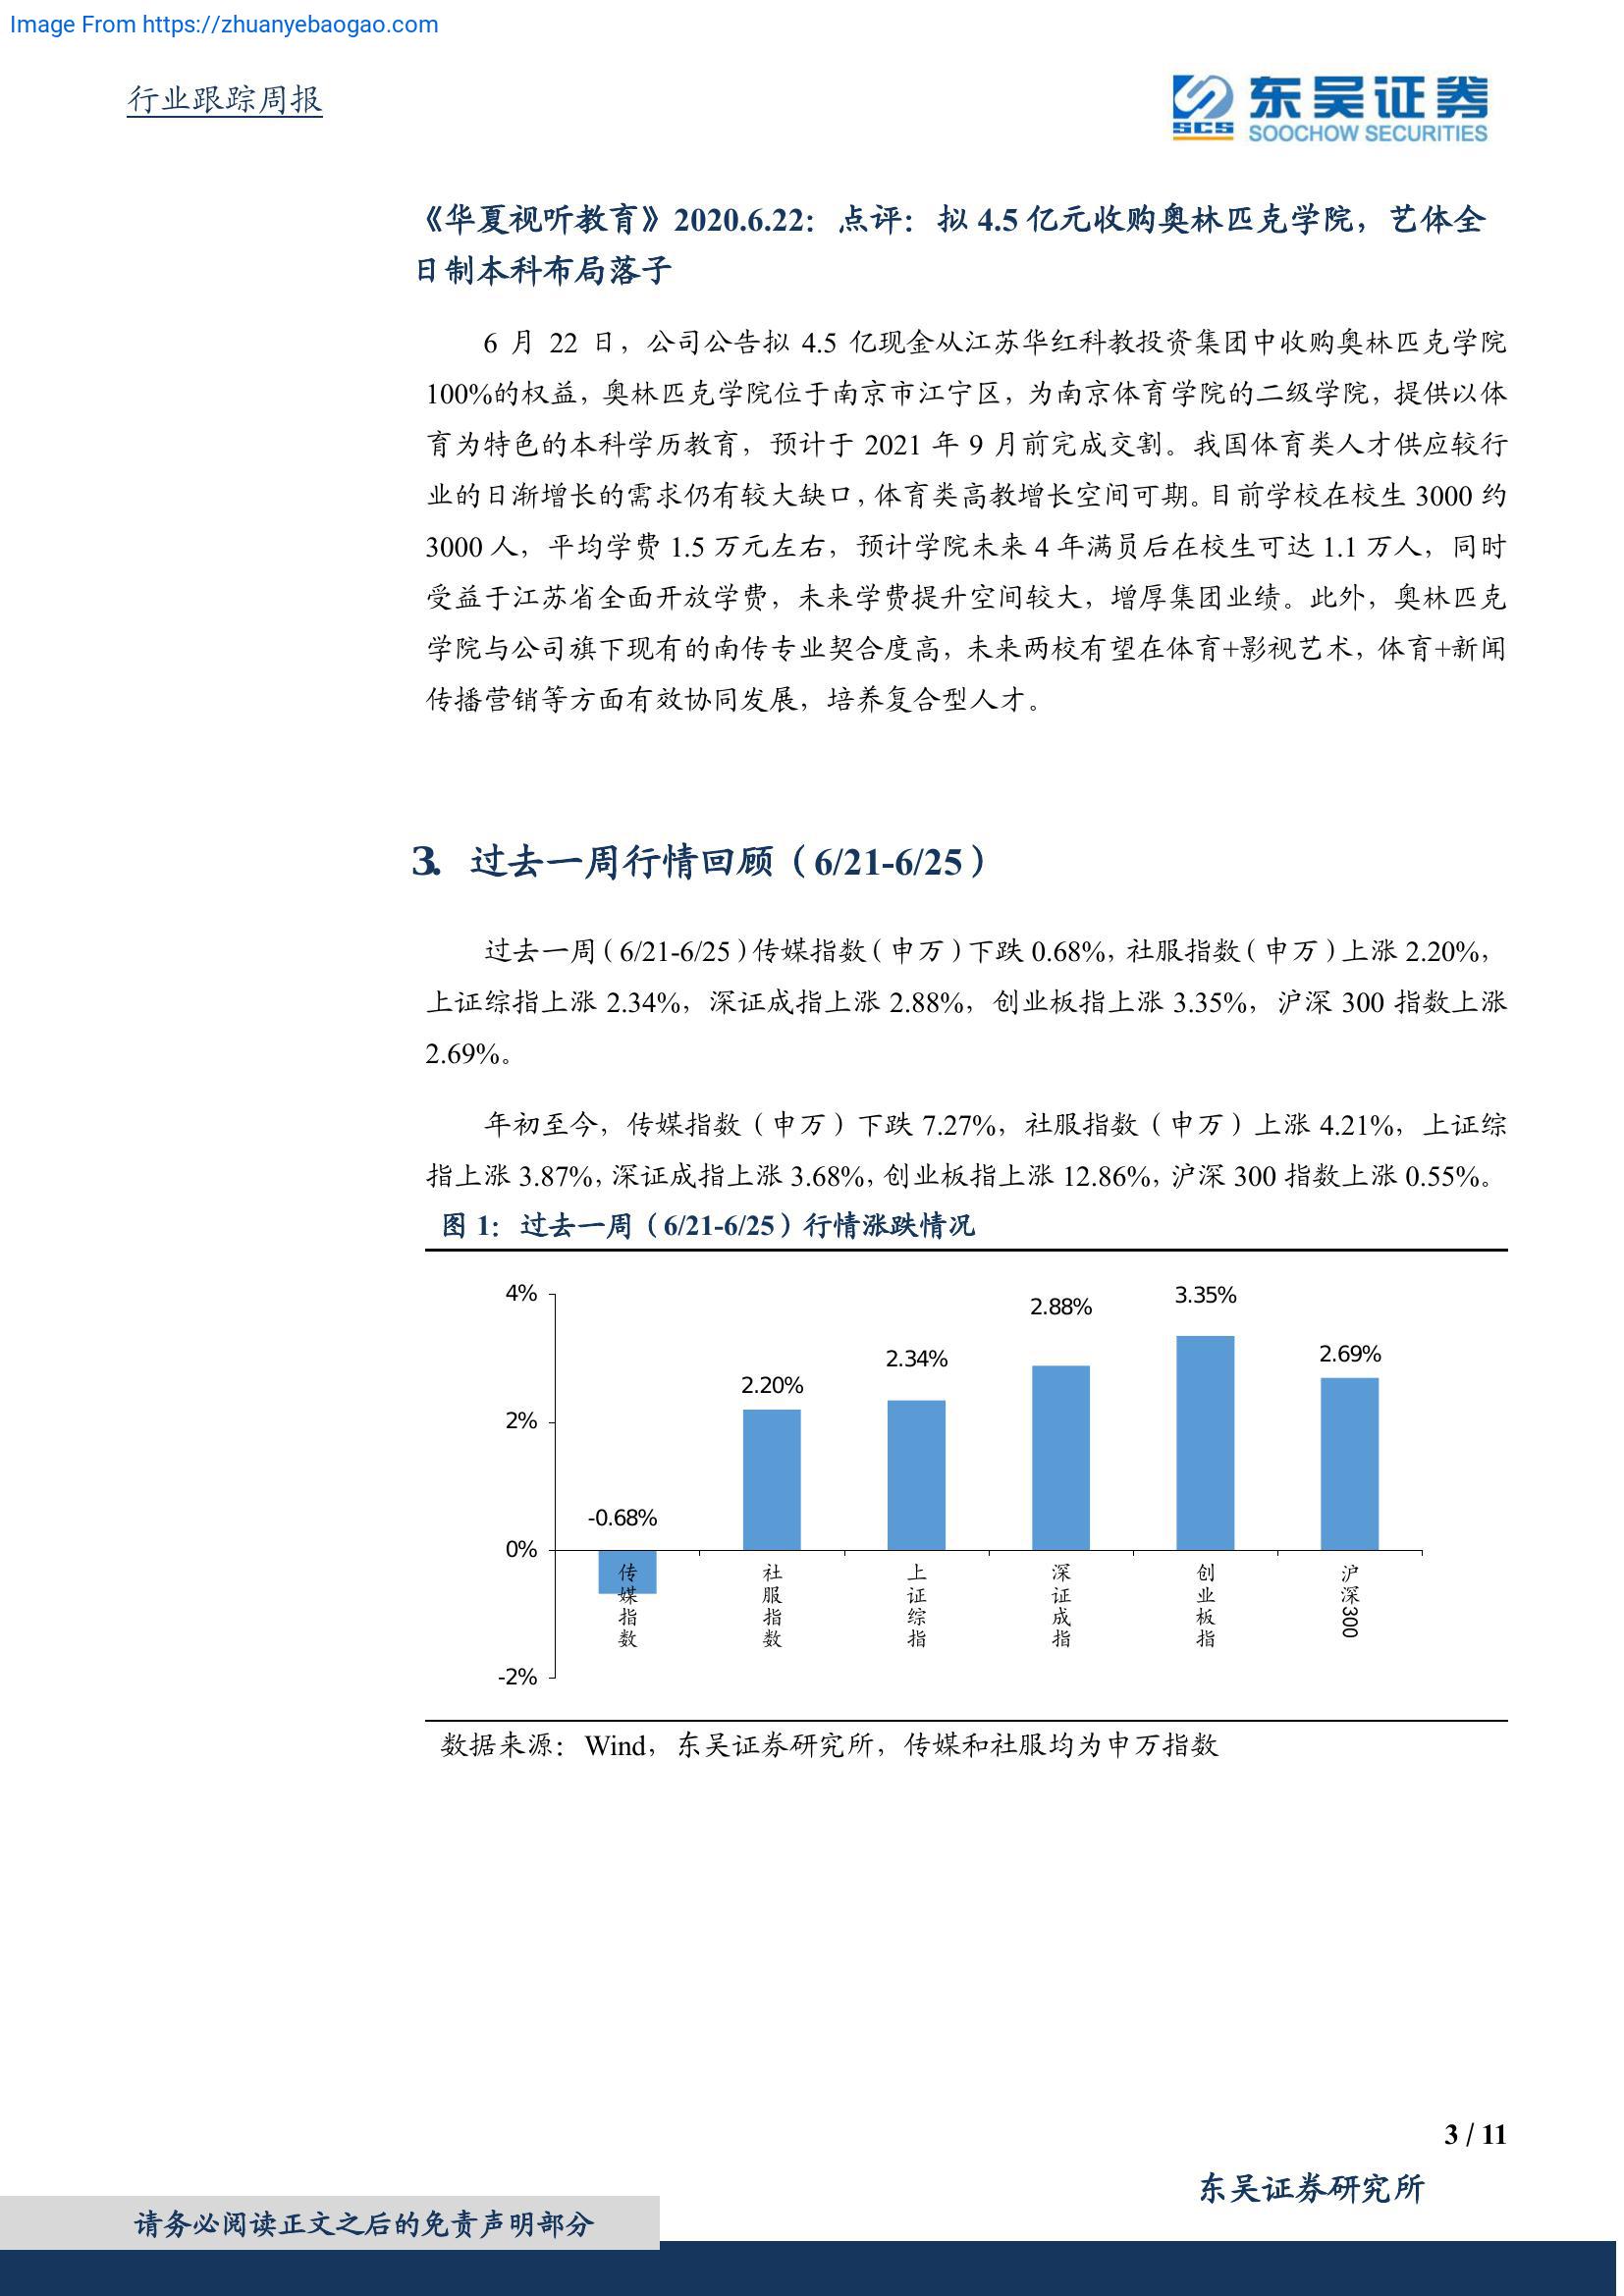 Image From https://zhuanyebaogao.com
行业跟踪周报
东吴证券
SCS
SOOCHOW SECURITIES
《华夏视听教育》2020.6.22：点评：拟 4.5 亿元收购奥林匹克学院，艺体全
日制本科布局落子
6 月 22 日，公司公告拟 4.5 亿现金从江苏华红科教投资集团中收购奥林匹克学院
100%的权益，奥林匹克学院位于南京市江宁区，为南京体育学院的二级学院，提供以体
育为特色的本科学历教育，预计于 2021 年 9 月前完成交割。我国体育类人才供应较行
业的日渐增长的需求仍有较大缺口，体育类高教增长空间可期。目前学校在校生 3000 约
3000 人，平均学费 1.5 万元左右，预计学院未来 4 年满员后在校生可达 1.1 万人，同时
受益于江苏省全面开放学费，未来学费提升空间较大，增厚集团业绩。此外，奥林匹克
学院与公司旗下现有的南传专业契合度高，未来两校有望在体育+影视艺术，体育+新闻
传播营销等方面有效协同发展，培养复合型人才。
3. 过去一周行情回顾（6/21-6/25）
过去一周（6/21-6/25）传媒指数（申万）下跌 0.68%，社服指数（申万）上涨 2.20%，
上证综指上涨 2.34%，深证成指上涨 2.88%，创业板指上涨 3.35%，沪深 300 指数上涨
2.69%。
年初至今，传媒指数（申万）下跌 7.27%，社服指数（申万）上涨 4.21%，上证综
指上涨 3.87%，深证成指上涨 3.68%，创业板指上涨 12.86%，沪深 300 指数上涨 0.55%。
图 1：过去一周（6/21-6/25）行情涨跌情况
4%
2%
0%
-2%
-0.68%
2.20%
2.34%
2.88%
3.35%
2.69%
传媒指数
社服指数
上证综指
深证成指
创业板指
沪深300
数据来源：Wind，东吴证券研究所，传媒和社服均为申万指数
3 / 11
东吴证券研究所
请务必阅读正文之后的免责声明部分